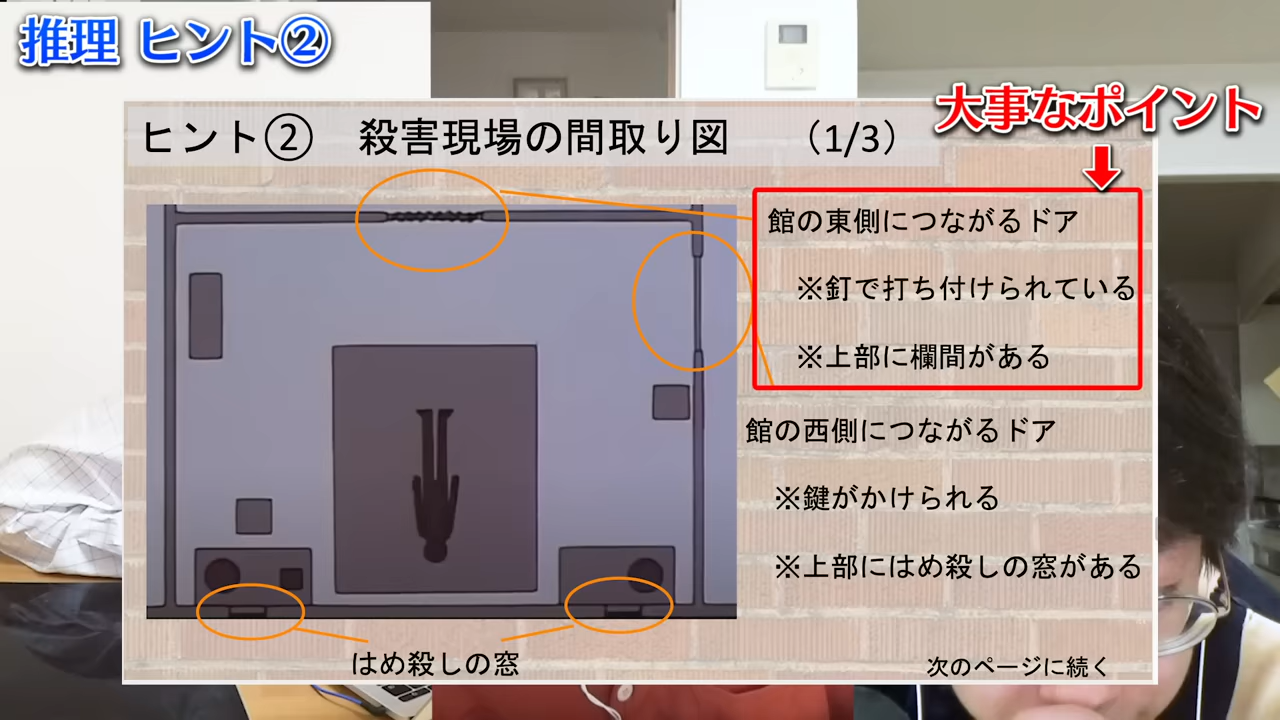 推理 ヒント②
大事なポイント
ヒント② 殺害現場の間取り図 （1/3）
館の東側につながるドア
※釘で打ち付けられている
※上部に欄間がある
館の西側につながるドア
※鍵がかけられる
※上部にはめ殺しの窓がある
はめ殺しの窓
次のページに続く